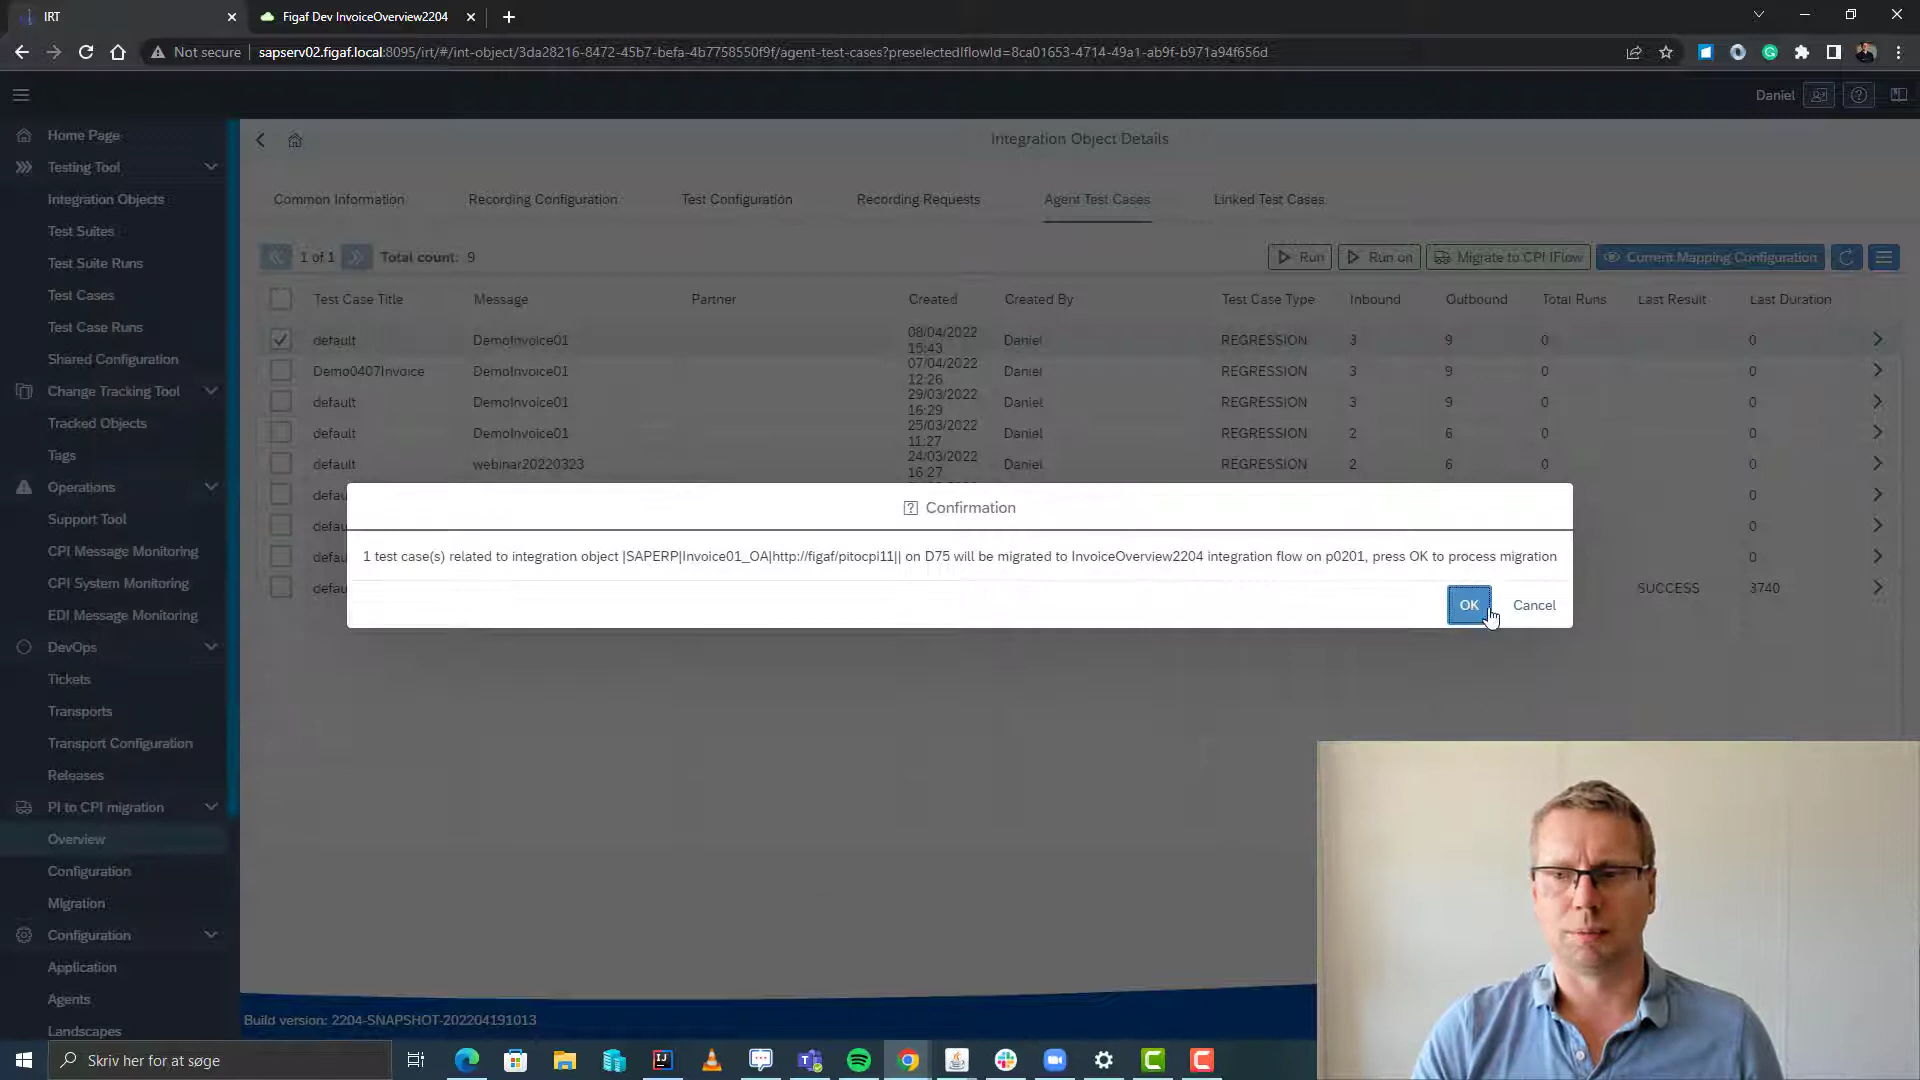 IRT
Figaf Dev InvoiceOverview2204
Not secure
sapserv02.figaf.local:8095/irt/#/int-object/3da28216-8472-45b7-befa-4b7758550f9f/agent-test-cases?preselectedIflowId=8ca01653-4714-49a1-ab9f-b971a94f656d
Daniel
Home Page
Testing Tool
Integration Objects
Test Suites
Test Suite Runs
Test Cases
Test Case Runs
Shared Configuration
Change Tracking Tool
Tracked Objects
Tags
Operations
Support Tool
CPI Message Monitoring
CPI System Monitoring
EDI Message Monitoring
DevOps
Tickets
Transports
Transport Configuration
Releases
PI to CPI migration
Overview
Configuration
Migration
Configuration
Application
Agents
Landscapes
Integration Object Details
Common Information Recording Configuration Test Configuration Recording Requests Agent Test Cases Linked Test Cases
1 of 1 Total count: 9 Run Run on Migrate to CPI IFlow Current Mapping Configuration
Test Case Title Message Partner Created Created By Test Case Type Inbound Outbound Total Runs Last Result Last Duration
default DemoInvoice01 08/04/2022 15:43 Daniel REGRESSION 3 9 0 0
Demo0407Invoice DemoInvoice01 07/04/2022 12:26 Daniel REGRESSION 3 9 0 0
default DemoInvoice01 29/03/2022 16:29 Daniel REGRESSION 3 9 0 0
default DemoInvoice01 25/03/2022 11:27 Daniel REGRESSION 2 6 0 0
default webinar20220323 24/03/2022 16:27 Daniel REGRESSION 2 6 0 0
defau 0
defau 0
defau 0
defau SUCCESS 3740
Confirmation
1 test case(s) related to integration object |SAPERP|Invoice01_OA|http://figaf/pitocpi11|| on D75 will be migrated to InvoiceOverview2204 integration flow on p0201, press OK to process migration
OK Cancel
Build version: 2204-SNAPSHOT-202204191013
Skriv her for at søge